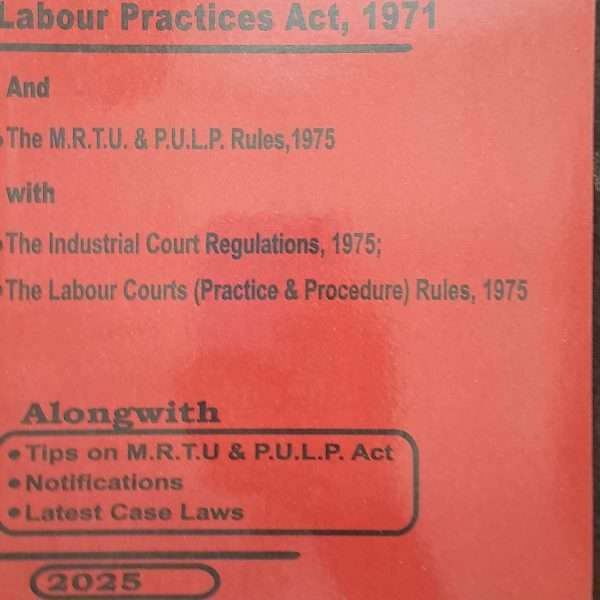 Labour Practices Act, 1971
And
•The M.R.T.U. & P.U.L.P. Rules,1975
with
•The Industrial Court Regulations, 1975;
•The Labour Courts (Practice & Procedure) Rules, 1975
Alongwith
•Tips on M.R.T.U & P.U.L.P. Act
•Notifications
•Latest Case Laws
2025